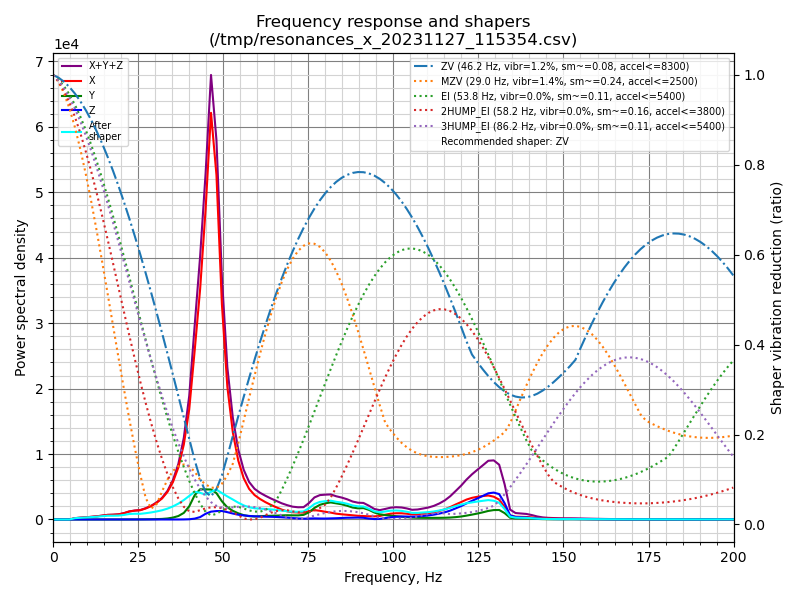 Frequency response and shapers
(/tmp/resonances_x_20231127_115354.csv)
1e4
X+Y+Z
X
Y
Z
After
shaper
ZV (46.2 Hz, vibr=1.2%, sm~=0.08, accel<=8300)
MZV (29.0 Hz, vibr=1.4%, sm~=0.24, accel<=2500)
EI (53.8 Hz, vibr=0.0%, sm~=0.11, accel<=5400)
2HUMP_EI (58.2 Hz, vibr=0.0%, sm~=0.16, accel<=3800)
3HUMP_EI (86.2 Hz, vibr=0.0%, sm~=0.11, accel<=5400)
Recommended shaper: ZV
7
6
5
4
3
2
1
0
Power spectral density
1.0
0.8
0.6
0.4
0.2
0.0
Shaper vibration reduction (ratio)
0 25 50 75 100 125 150 175 200
Frequency, Hz